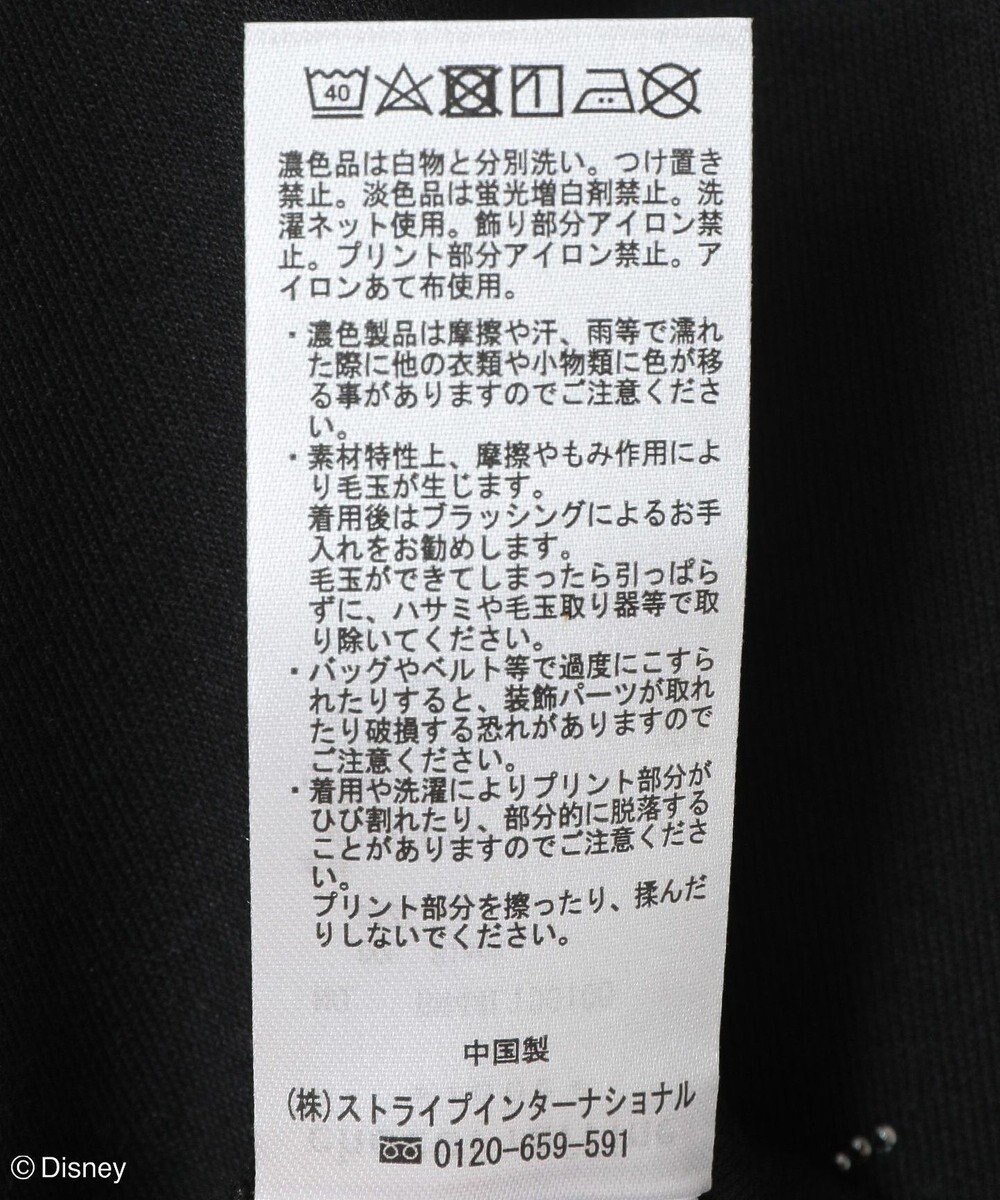 40
濃色品は白物と分別洗い。つけ置き
禁止。淡色品は蛍光増白剤禁止。洗
濯ネット使用。飾り部分アイロン禁
止。プリント部分アイロン禁止。ア
イロンあて布使用。
・濃色製品は摩擦や汗、雨等で濡れ
た際に他の衣類や小物類に色が移
る事がありますのでご注意くださ
い。
・素材特性上、摩擦やもみ作用によ
り毛玉が生じます。
着用後はブラッシングによるお手
入れをお勧めします。
毛玉ができてしまったら引っぱら
ずに、ハサミや毛玉取り器等で取
り除いてください。
・バッグやベルト等で過度にこすら
れたりすると、装飾パーツが取れ
たり破損する恐れがありますので
ご注意ください。
・着用や洗濯によりプリント部分が
ひび割れたり、部分的に脱落する
ことがありますのでご注意くださ
い。
プリント部分を擦ったり、揉んだ
りしないでください。
中国製
(株)ストライプインターナショナル
0120-659-591
©Disney